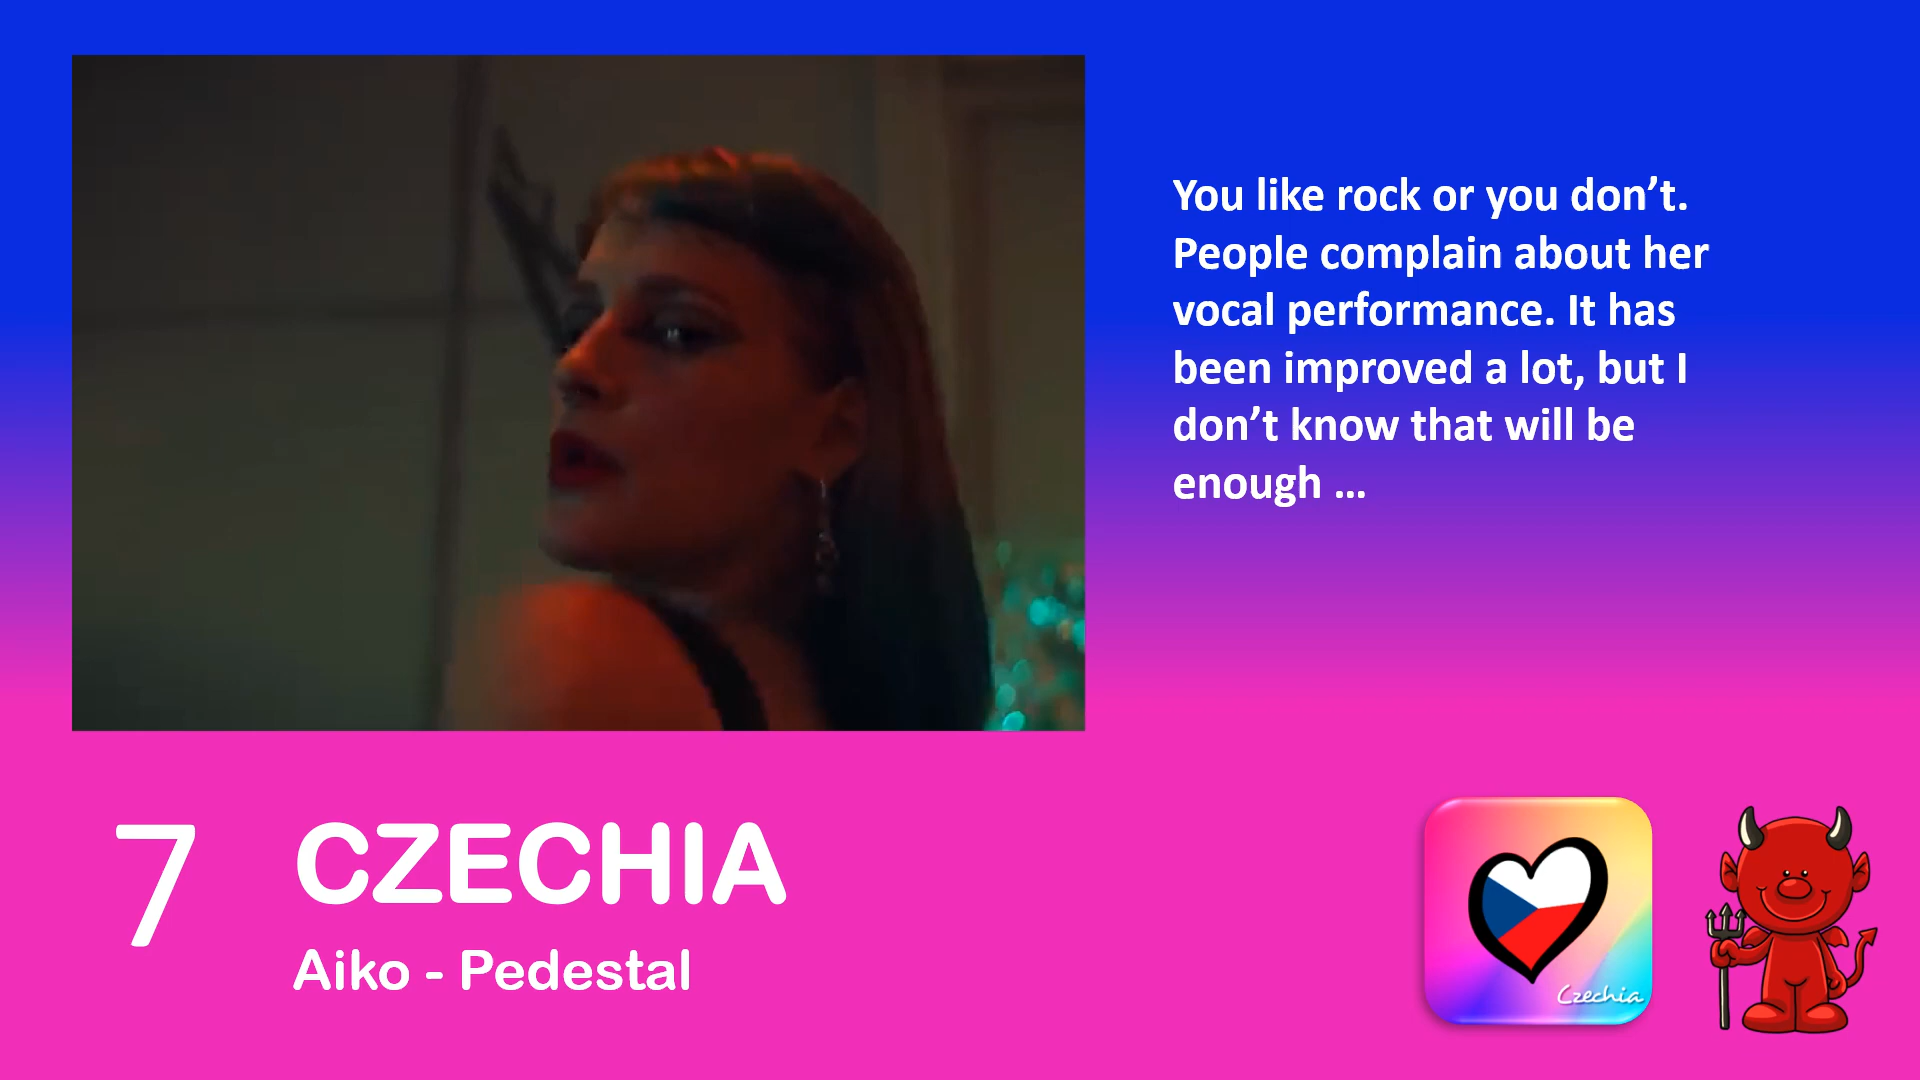 You like rock or you don’t.
People complain about her
vocal performance. It has
been improved a lot, but I
don’t know that will be
enough ...
7
CZECHIA
Aiko - Pedestal
Czechia